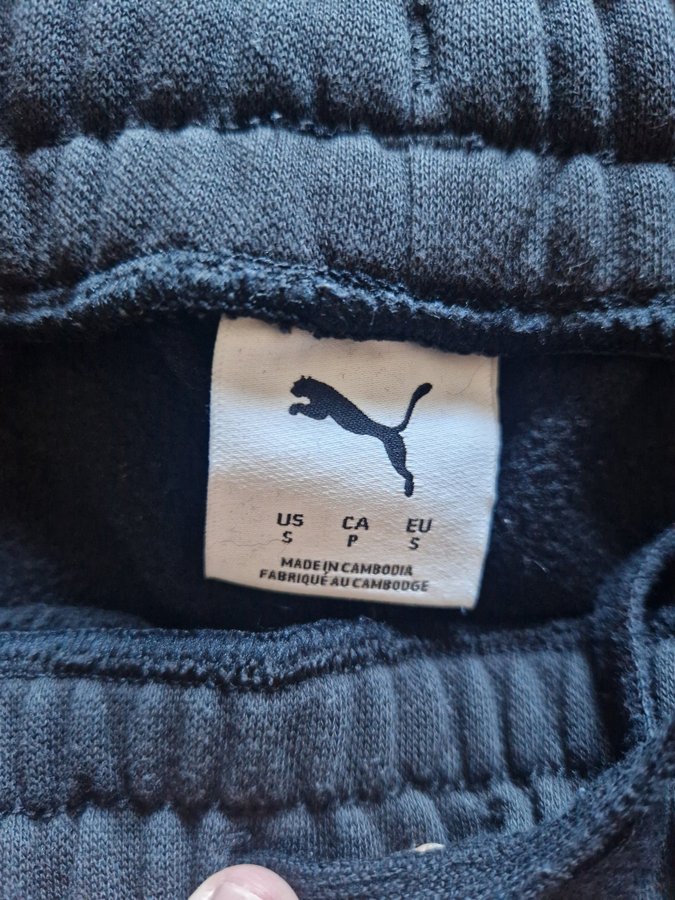 US CA EU
S P S
MADE IN CAMBODIA
FABRIQUÉ AU CAMBODGE